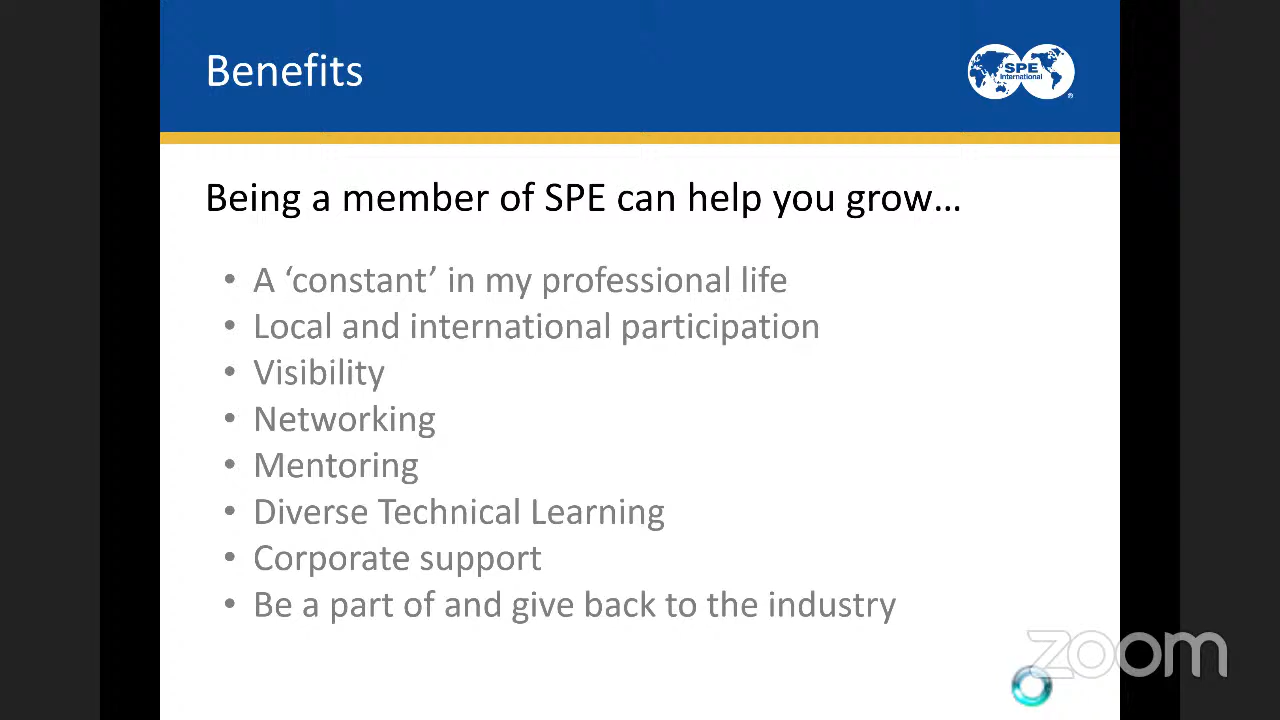 Benefits
SPE
International
®
Being a member of SPE can help you grow…
• A ‘constant’ in my professional life
• Local and international participation
• Visibility
• Networking
• Mentoring
• Diverse Technical Learning
• Corporate support
• Be a part of and give back to the industry
zoom